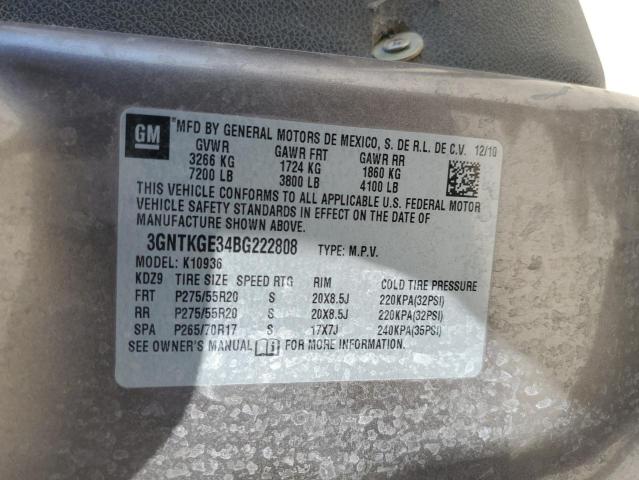 GM MFD BY GENERAL MOTORS DE MEXICO, S. DE R.L. DE C.V. 12/10
GVWR GAWR FRT GAWR RR
3266 KG 1724 KG 1860 KG
7200 LB 3800 LB 4100 LB
THIS VEHICLE CONFORMS TO ALL APPLICABLE U.S. FEDERAL MOTOR
VEHICLE SAFETY STANDARDS IN EFFECT ON THE DATE OF
MANUFACTURE SHOWN ABOVE.
3GNTKGE34BG222808 TYPE: M.P.V.
MODEL: K10936
KDZ9 TIRE SIZE SPEED RTG RIM COLD TIRE PRESSURE
FRT P275/55R20 S 20X8.5J 220KPA(32PSI)
RR P275/55R20 S 20X8.5J 220KPA(32PSI)
SPA P265/70R17 S 17X7J 240KPA(35PSI)
SEE OWNER'S MANUAL FOR MORE INFORMATION.